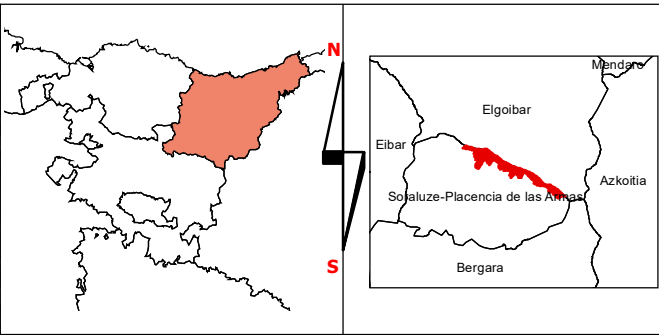 N
Mendaro
Elgoibar
Eibar
Azkoitia
Soraluze-Placencia de las Armas
Bergara
S